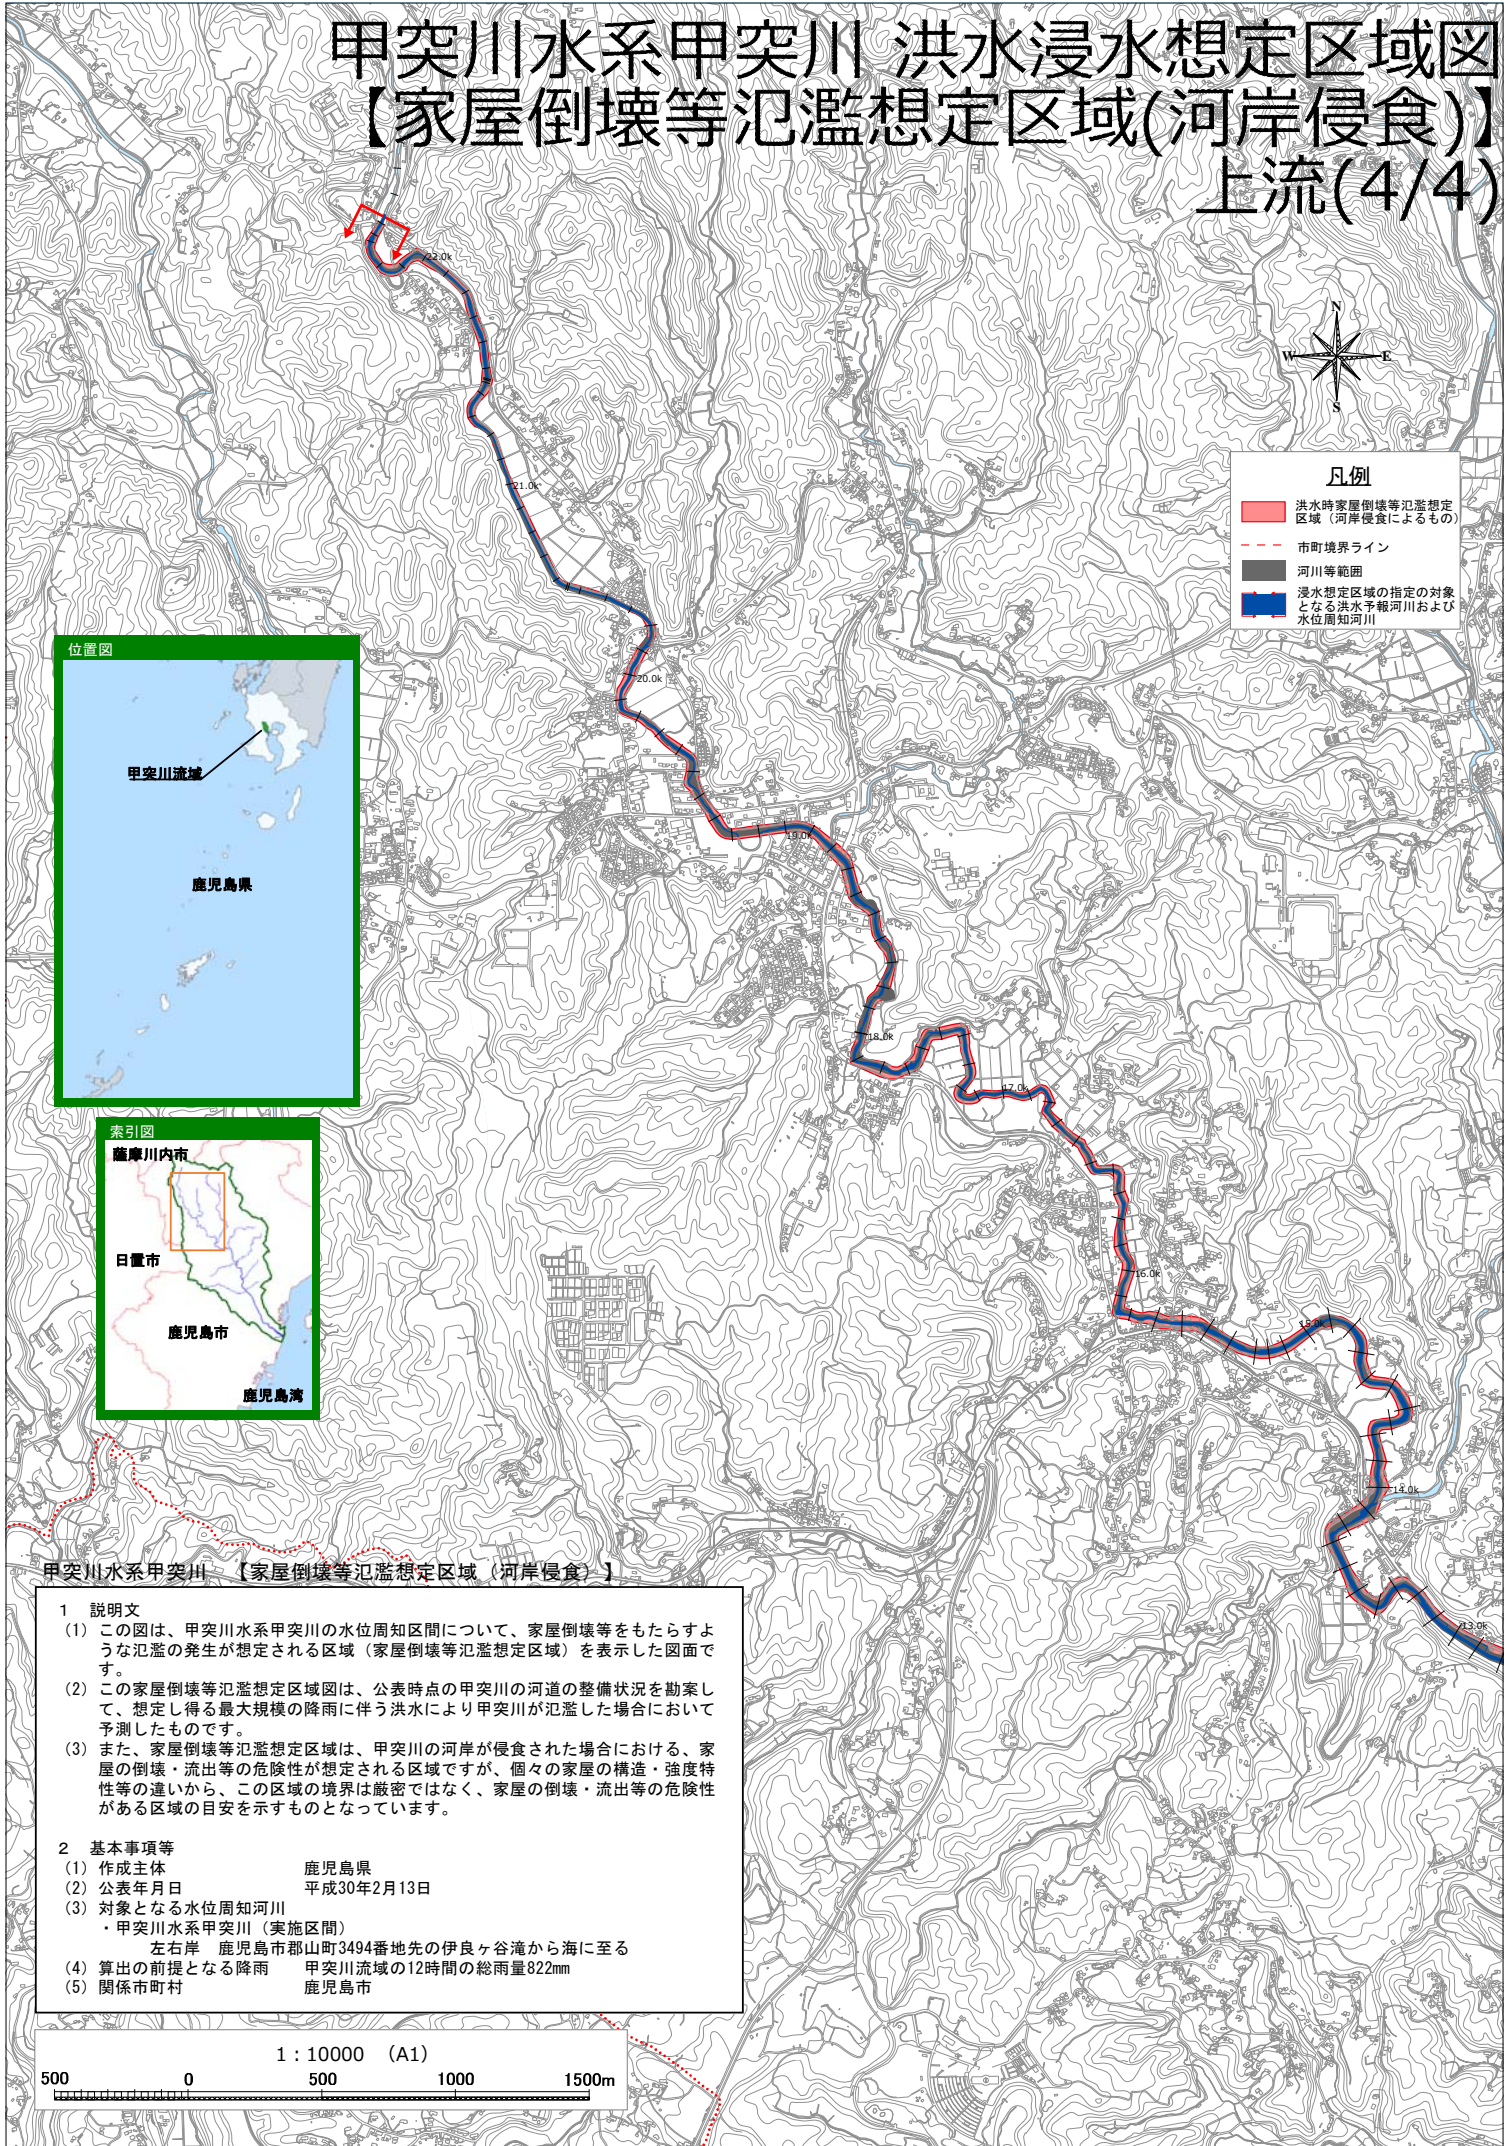 甲突川水系甲突川 洪水浸水想定区域図
【家屋倒壊等氾濫想定区域(河岸侵食)】
上流(4/4)
22.0k
N
W
E
S
凡例
洪水時家屋倒壊等氾濫想定
区域（河岸侵食によるもの）
市町境界ライン
河川等範囲
浸水想定区域の指定の対象
となる洪水予報河川および
水位周知河川
21.0k
20.0k
19.0k
18.0k
17.0k
16.0k
15.0k
14.0k
13.0k
位置図
甲突川流域
鹿児島県
索引図
薩摩川内市
日置市
鹿児島市
鹿児島湾
甲突川水系甲突川 【家屋倒壊等氾濫想定区域（河岸侵食）】
1 説明文
(1) この図は、甲突川水系甲突川の水位周知区間について、家屋倒壊等をもたらすよ
うな氾濫の発生が想定される区域（家屋倒壊等氾濫想定区域）を表示した図面で
す。
(2) この家屋倒壊等氾濫想定区域図は、公表時点の甲突川の河道の整備状況を勘案し
て、想定し得る最大規模の降雨に伴う洪水により甲突川が氾濫した場合において
予測したものです。
(3) また、家屋倒壊等氾濫想定区域は、甲突川の河岸が侵食された場合における、家
屋の倒壊・流出等の危険性が想定される区域ですが、個々の家屋の構造・強度特
性等の違いから、この区域の境界は厳密ではなく、家屋の倒壊・流出等の危険性
がある区域の目安を示すものとなっています。
2 基本事項等
(1) 作成主体 鹿児島県
(2) 公表年月日 平成30年2月13日
(3) 対象となる水位周知河川
・甲突川水系甲突川（実施区間）
左右岸 鹿児島市郡山町3494番地先の伊良ヶ谷滝から海に至る
(4) 算出の前提となる降雨 甲突川流域の12時間の総雨量822mm
(5) 関係市町村 鹿児島市
1：10000 （A1）
500 0 500 1000 1500m